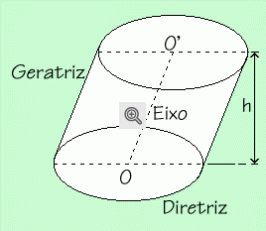 O'
Geratriz
h
Eixo
O
Diretriz